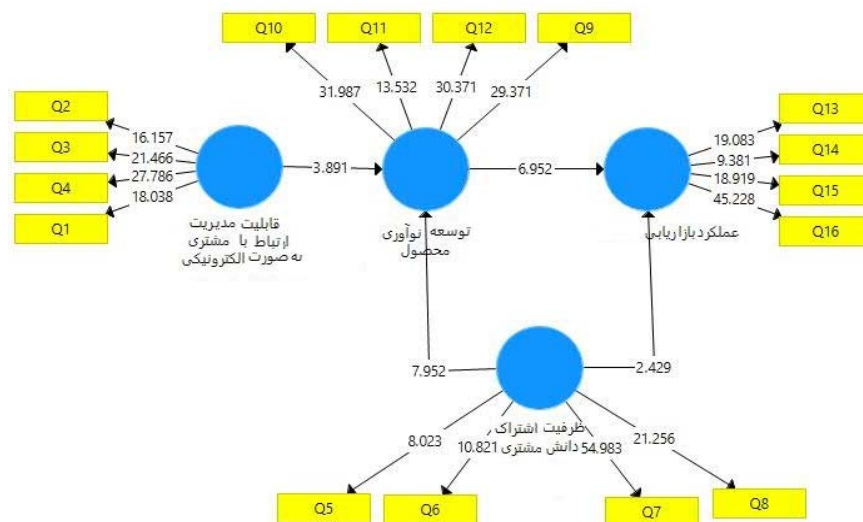 Q10
Q11
Q12
Q9
31.987
13.532
30.371
29.371
Q2
Q3
Q4
Q1
16.157
21.466
27.786
18.038
3.891
6.952
19.083
9.381
18.919
45.228
Q13
Q14
Q15
Q16
قابلیت مدیریت
ارتباط با مشتری
به صورت الکترونیکی
توسعه نوآوری
محصول
عملکرد بازاریابی
7.952
2.429
ظرفیت اشتراک
دانش مشتری
8.023
10.821
54.983
21.256
Q5
Q6
Q7
Q8